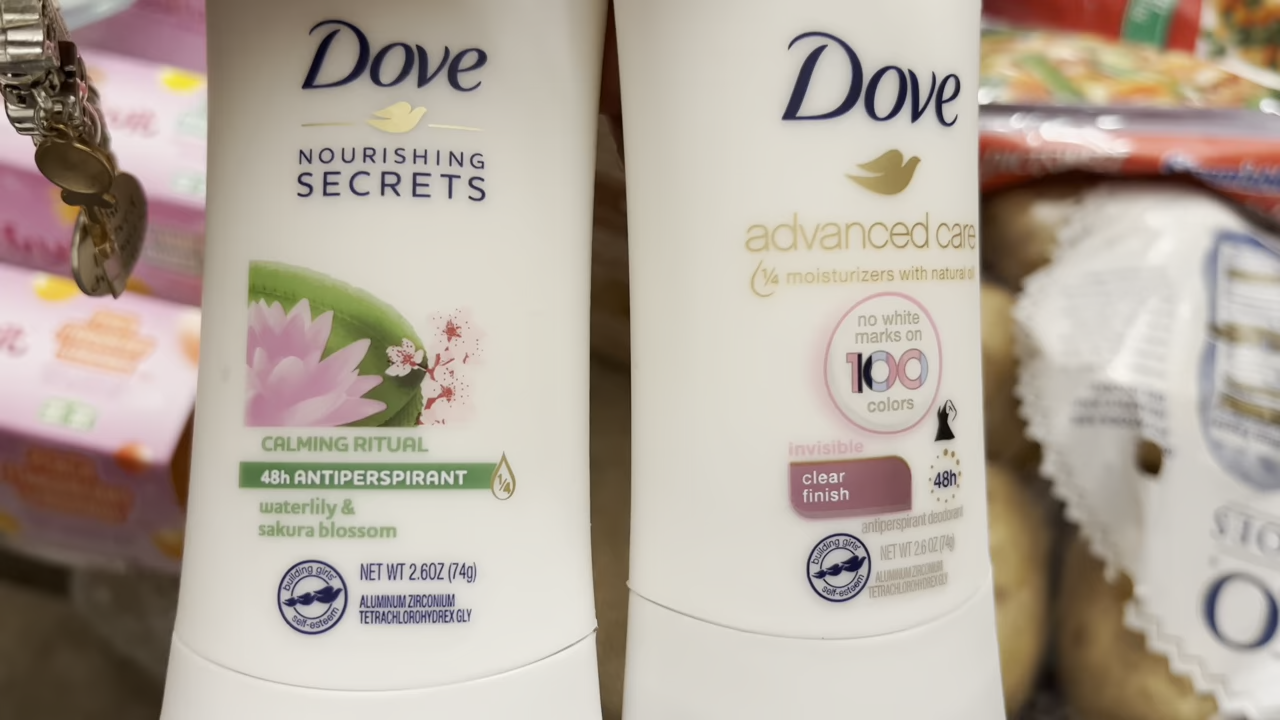 Dove
NOURISHING
SECRETS
CALMING RITUAL
48h ANTIPERSPIRANT 1/4
waterlily &
sakura blossom
building girls'
self-esteem
NET WT 2.6OZ (74g)
ALUMINUM ZIRCONIUM
TETRACHLOROHYDREX GLY
Dove
advanced care
1/4 moisturizers with natural oil
no white
marks on
100
colors
invisible
clear
finish
48h
antiperspirant deodorant
building girls'
self-esteem
NET WT 2.6 OZ (74g)
ALUMINUM ZIRCONIUM
TETRACHLOROHYDREX GLY
STO
O